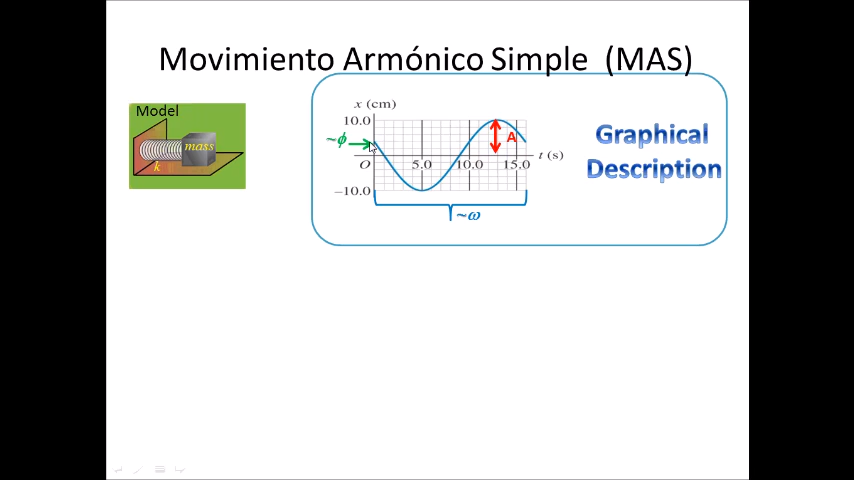 Movimiento Armónico Simple (MAS)
Model
mass
k
x (cm)
10.0
~ϕ
A
O
5.0
10.0
15.0
t (s)
−10.0
~ω
Graphical
Description